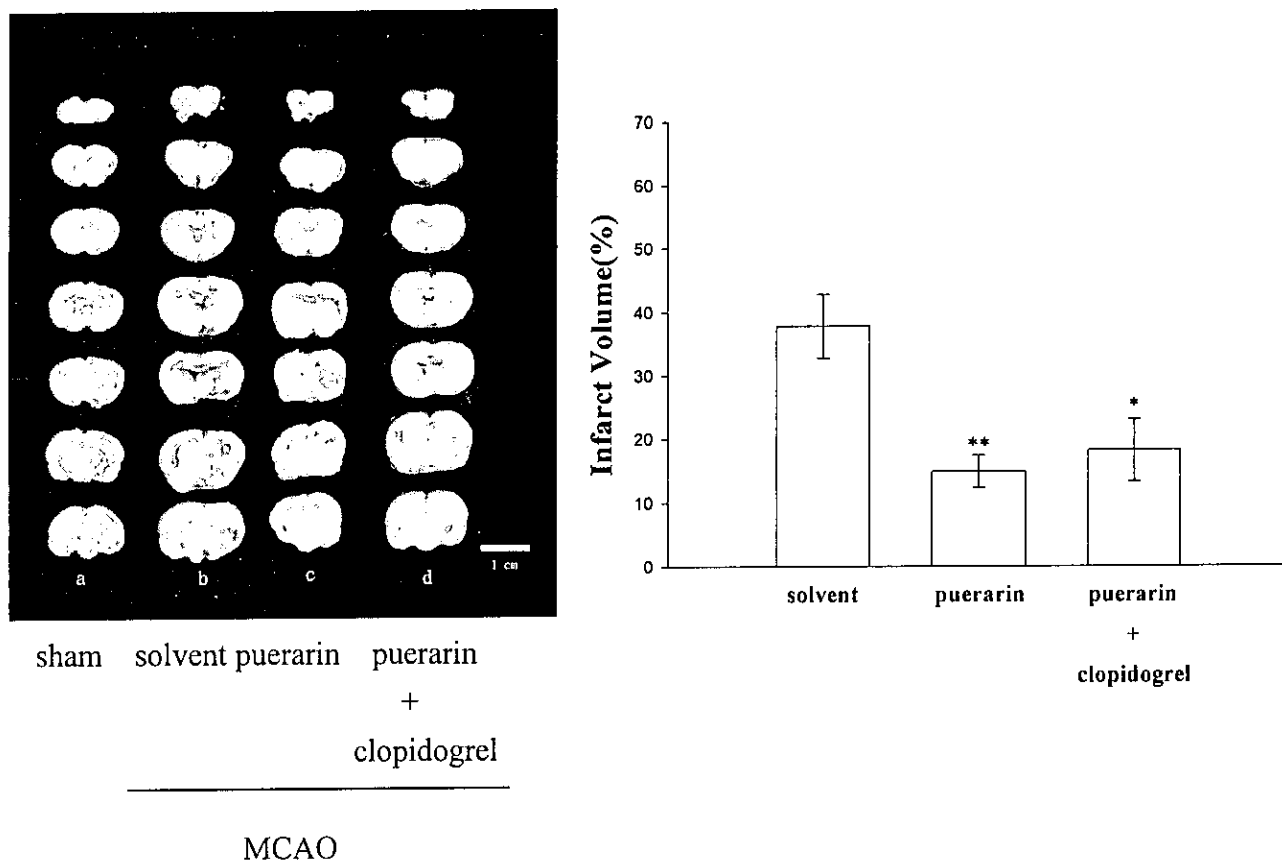 a b c d
1 cm
sham solvent puerarin puerarin
+
clopidogrel
MCAO
Infarct Volume(%)
70
60
50
40
30
20
10
0
**
*
solvent puerarin puerarin
+
clopidogrel